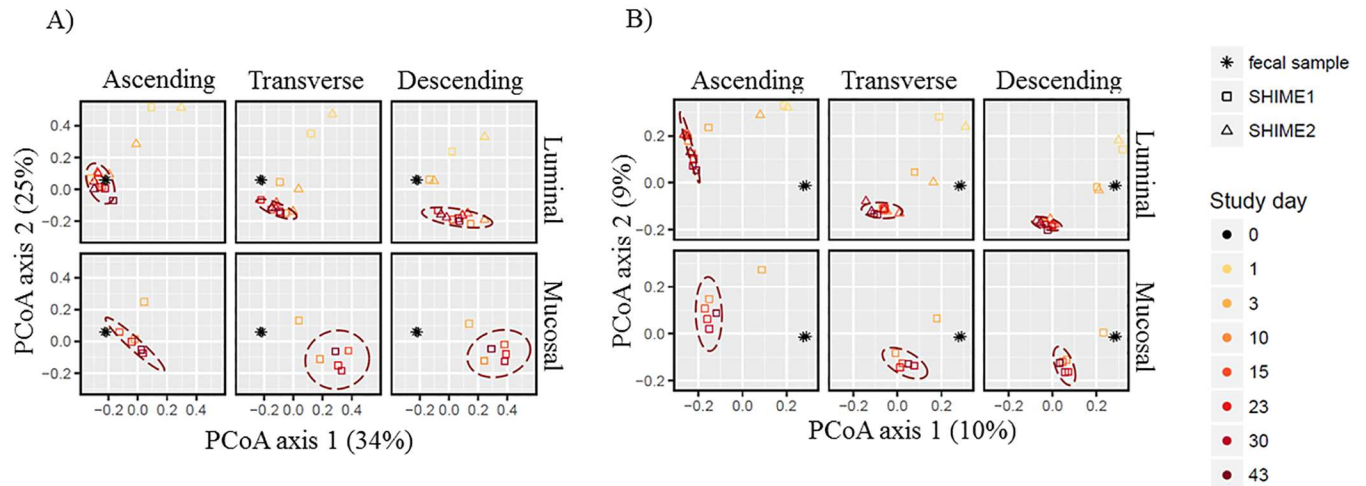 A)
Ascending Transverse Descending
0.4
0.2
0.0
−0.2
Luminal
0.4
0.2
0.0
−0.2
Mucosal
PCoA axis 2 (25%)
−0.2 0.0 0.2 0.4 −0.2 0.0 0.2 0.4 −0.2 0.0 0.2 0.4
PCoA axis 1 (34%)
B)
Ascending Transverse Descending
0.2
0.0
−0.2
Luminal
0.2
0.0
−0.2
Mucosal
PCoA axis 2 (9%)
−0.2 0.0 0.2 −0.2 0.0 0.2 −0.2 0.0 0.2
PCoA axis 1 (10%)
fecal sample
SHIME1
SHIME2
Study day
0
1
3
10
15
23
30
43